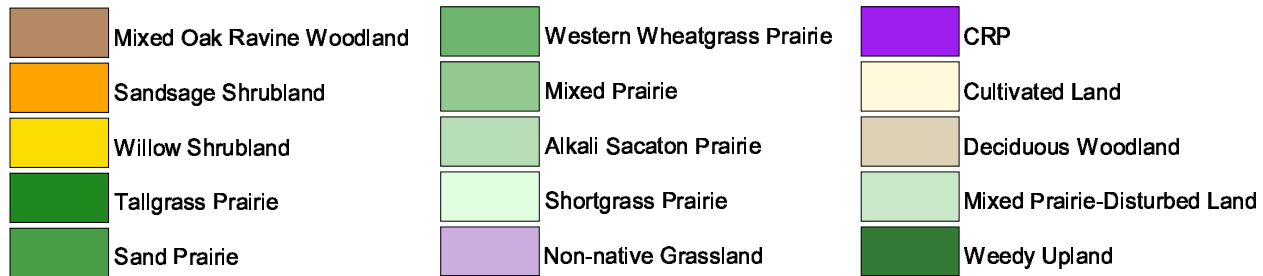 Mixed Oak Ravine Woodland
Sandsage Shrubland
Willow Shrubland
Tallgrass Prairie
Sand Prairie
Western Wheatgrass Prairie
Mixed Prairie
Alkali Sacaton Prairie
Shortgrass Prairie
Non-native Grassland
CRP
Cultivated Land
Deciduous Woodland
Mixed Prairie-Disturbed Land
Weedy Upland